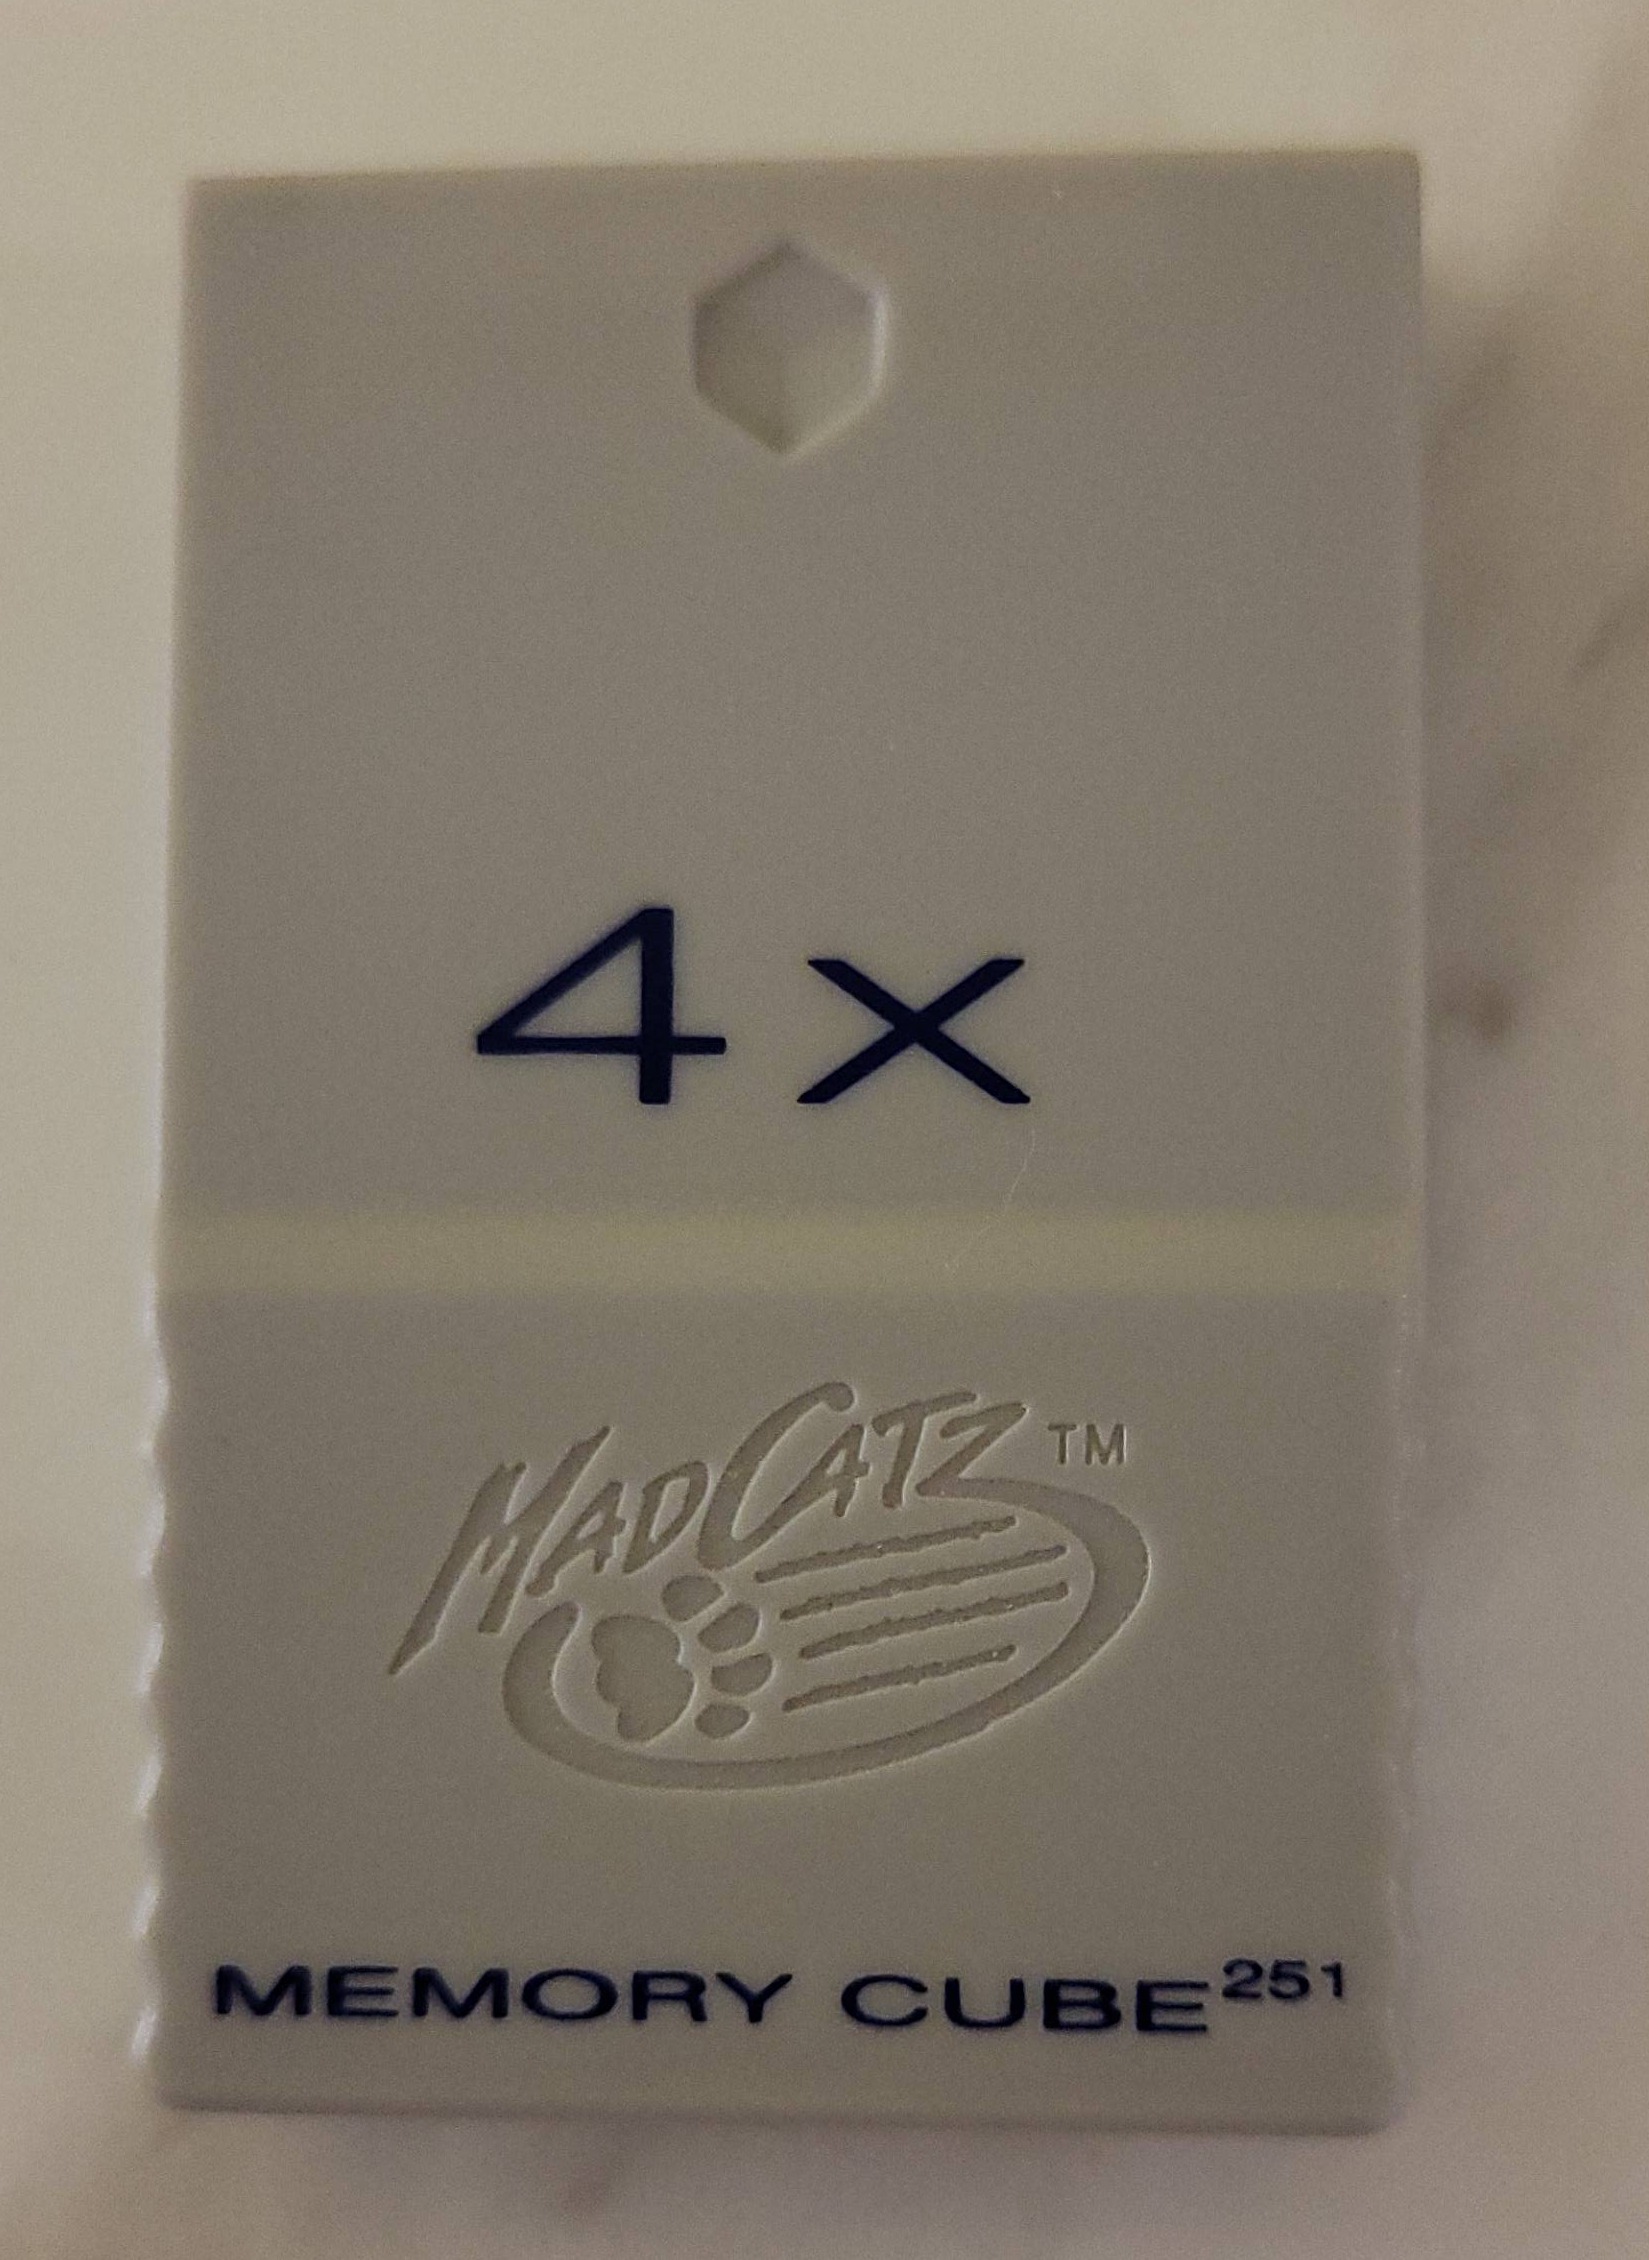 4x
MADCATZ™
MEMORY CUBE²⁵¹